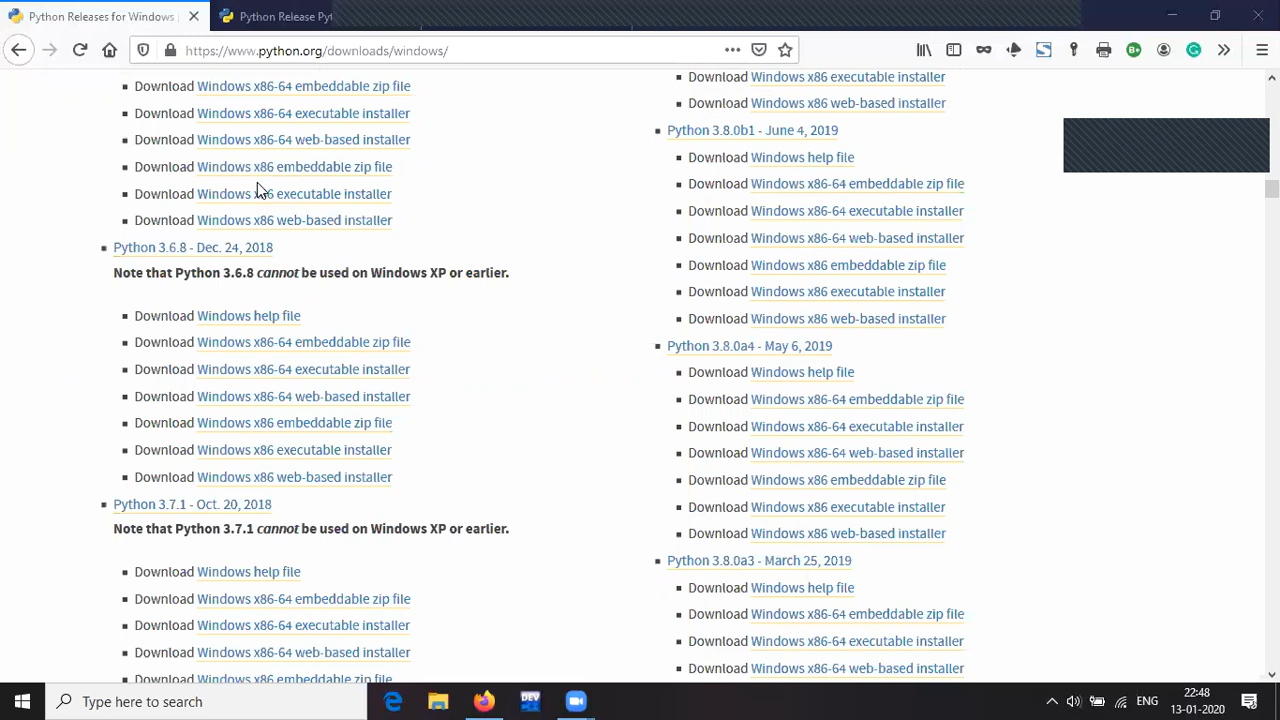 Python Releases for Windows
Python Release Pyt
https://www.python.org/downloads/windows/
Download Windows x86-64 embeddable zip file
Download Windows x86-64 executable installer
Download Windows x86-64 web-based installer
Download Windows x86 embeddable zip file
Download Windows x86 executable installer
Download Windows x86 web-based installer
Python 3.6.8 - Dec. 24, 2018
Note that Python 3.6.8 cannot be used on Windows XP or earlier.
Download Windows help file
Download Windows x86-64 embeddable zip file
Download Windows x86-64 executable installer
Download Windows x86-64 web-based installer
Download Windows x86 embeddable zip file
Download Windows x86 executable installer
Download Windows x86 web-based installer
Python 3.7.1 - Oct. 20, 2018
Note that Python 3.7.1 cannot be used on Windows XP or earlier.
Download Windows help file
Download Windows x86-64 embeddable zip file
Download Windows x86-64 executable installer
Download Windows x86-64 web-based installer
Download Windows x86 embeddable zip file
Download Windows x86 executable installer
Download Windows x86 web-based installer
Python 3.8.0b1 - June 4, 2019
Download Windows help file
Download Windows x86-64 embeddable zip file
Download Windows x86-64 executable installer
Download Windows x86-64 web-based installer
Download Windows x86 embeddable zip file
Download Windows x86 executable installer
Download Windows x86 web-based installer
Python 3.8.0a4 - May 6, 2019
Download Windows help file
Download Windows x86-64 embeddable zip file
Download Windows x86-64 executable installer
Download Windows x86-64 web-based installer
Download Windows x86 embeddable zip file
Download Windows x86 executable installer
Download Windows x86 web-based installer
Python 3.8.0a3 - March 25, 2019
Download Windows help file
Download Windows x86-64 embeddable zip file
Download Windows x86-64 executable installer
Download Windows x86-64 web-based installer
Type here to search
DEV
ENG
22:48
13-01-2020